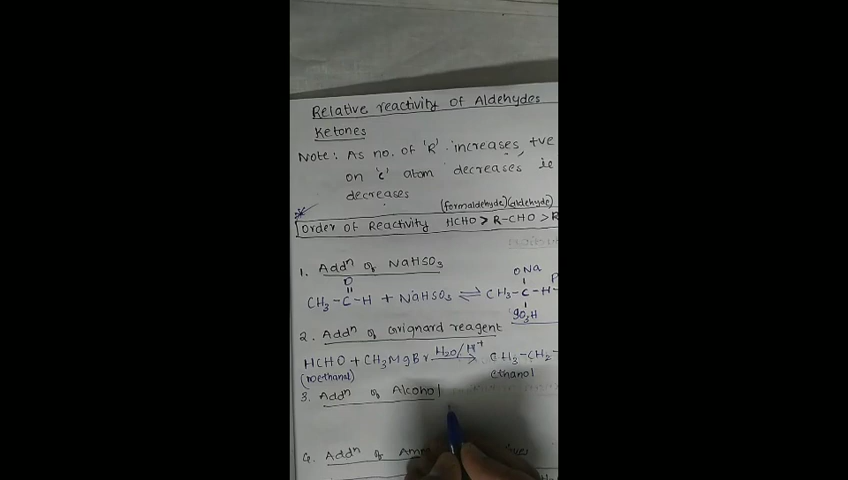 Relative reactivity of Aldehydes
Ketones
Note: As no. of 'R' increases, +ve
on 'c' atom decreases ie
decreases
(formaldehyde) (aldehyde)
Order of Reactivity HCHO > R-CHO > R
1. Addⁿ of NaHSO₃
O
CH₃-C-H + NaHSO₃ ⇌ CH₃-C-H
ONa
SO₃H
2. Addⁿ of Grignard reagent
HCHO + CH₃MgBr H₂O/H⁺ → CH₃-CH₂-
(methanal) ethanol
3. Addⁿ of Alcohol
4. Addⁿ of Amm